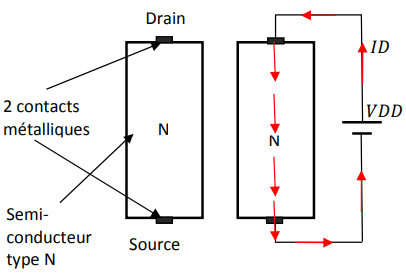 Drain
2 contacts
métalliques
N
Semi-
conducteur
type N
Source
ID
VDD
N